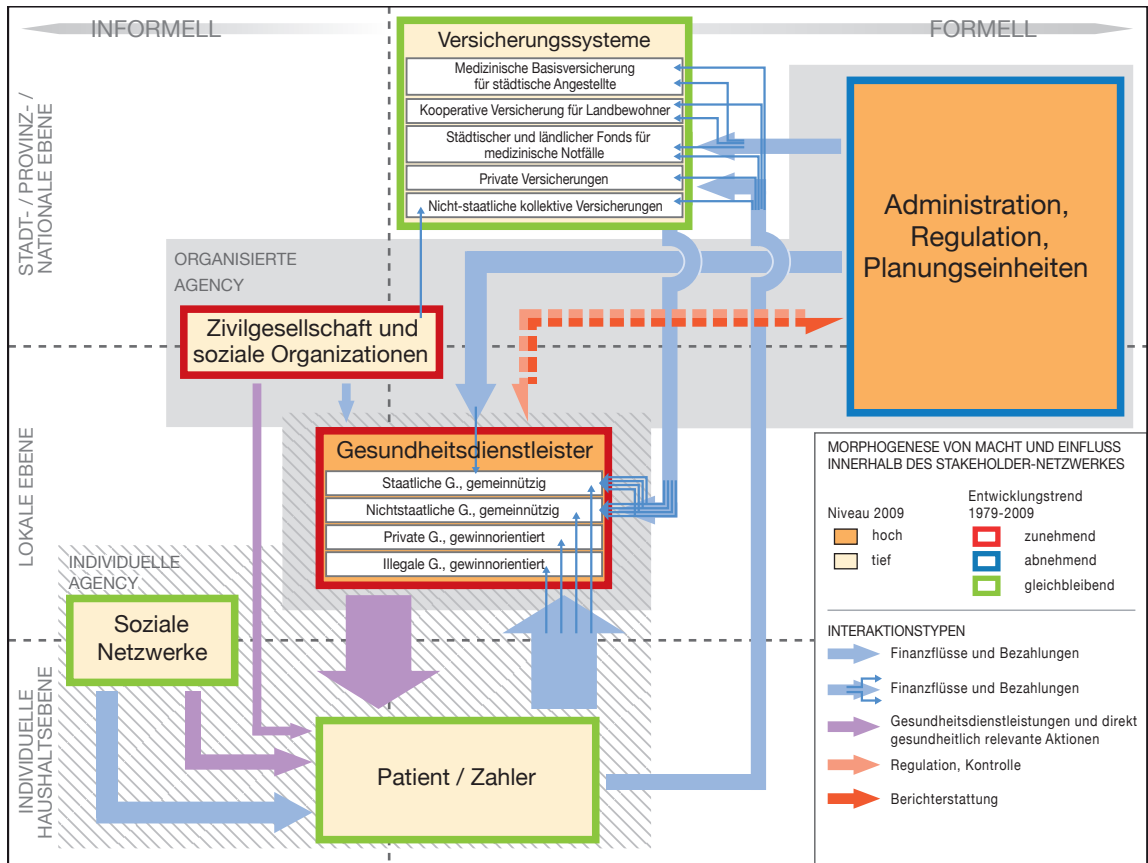 INFORMELL
FORMELL
STADT- / PROVINZ- /
NATIONALE EBENE
Versicherungssysteme
Medizinische Basisversicherung
für städtische Angestellte
Kooperative Versicherung für Landbewohner
Städtischer und ländlicher Fonds für
medizinische Notfälle
Private Versicherungen
Nicht-staatliche kollektive Versicherungen
Administration,
Regulation,
Planungseinheiten
ORGANISIERTE
AGENCY
Zivilgesellschaft und
soziale Organizationen
LOKALE EBENE
Gesundheitsdienstleister
Staatliche G., gemeinnützig
Nichtstaatliche G., gemeinnützig
Private G., gewinnorientiert
Illegale G., gewinnorientiert
INDIVIDUELLE
AGENCY
Soziale
Netzwerke
INDIVIDUELLE
HAUSHALTSEBENE
Patient / Zahler
MORPHOGENESE VON MACHT UND EINFLUSS
INNERHALB DES STAKEHOLDER-NETZWERKES
Niveau 2009
hoch
tief
Entwicklungstrend
1979-2009
zunehmend
abnehmend
gleichbleibend
INTERAKTIONSTYPEN
Finanzflüsse und Bezahlungen
Finanzflüsse und Bezahlungen
Gesundheitsdienstleistungen und direkt
gesundheitlich relevante Aktionen
Regulation, Kontrolle
Berichterstattung